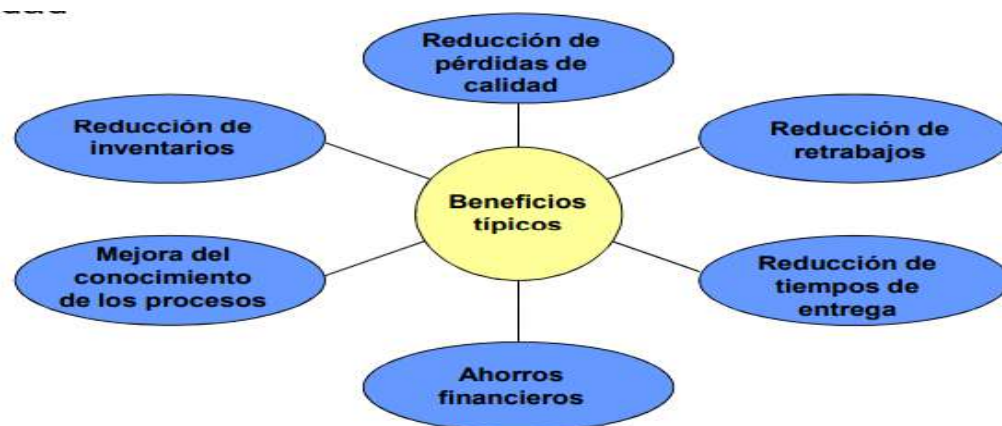 Reducción de
pérdidas de
calidad
Reducción de
inventarios
Reducción de
retrabajos
Beneficios
típicos
Mejora del
conocimiento
de los procesos
Reducción de
tiempos de
entrega
Ahorros
financieros